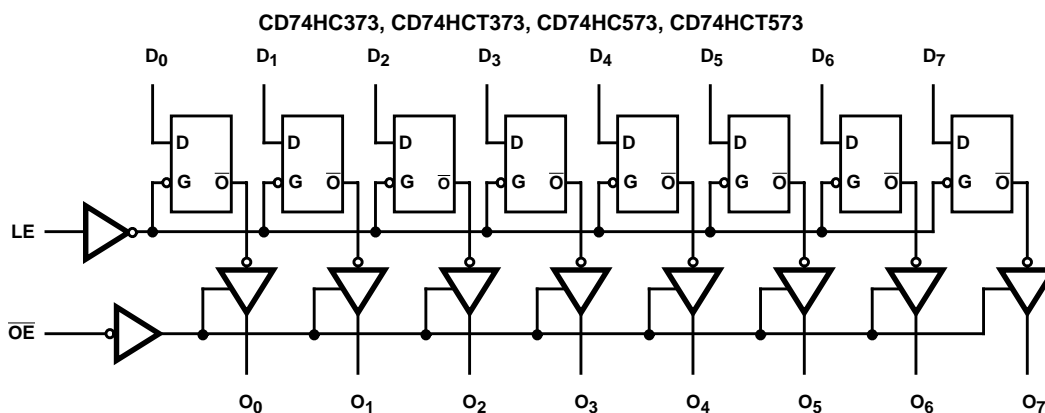 CD74HC373, CD74HCT373, CD74HC573, CD74HCT573
D0 D1 D2 D3 D4 D5 D6 D7
D D D D D D D D
G O̅ G O̅ G O̅ G O̅ G O̅ G O̅ G O̅ G O̅
LE
O̅E̅
O0 O1 O2 O3 O4 O5 O6 O7